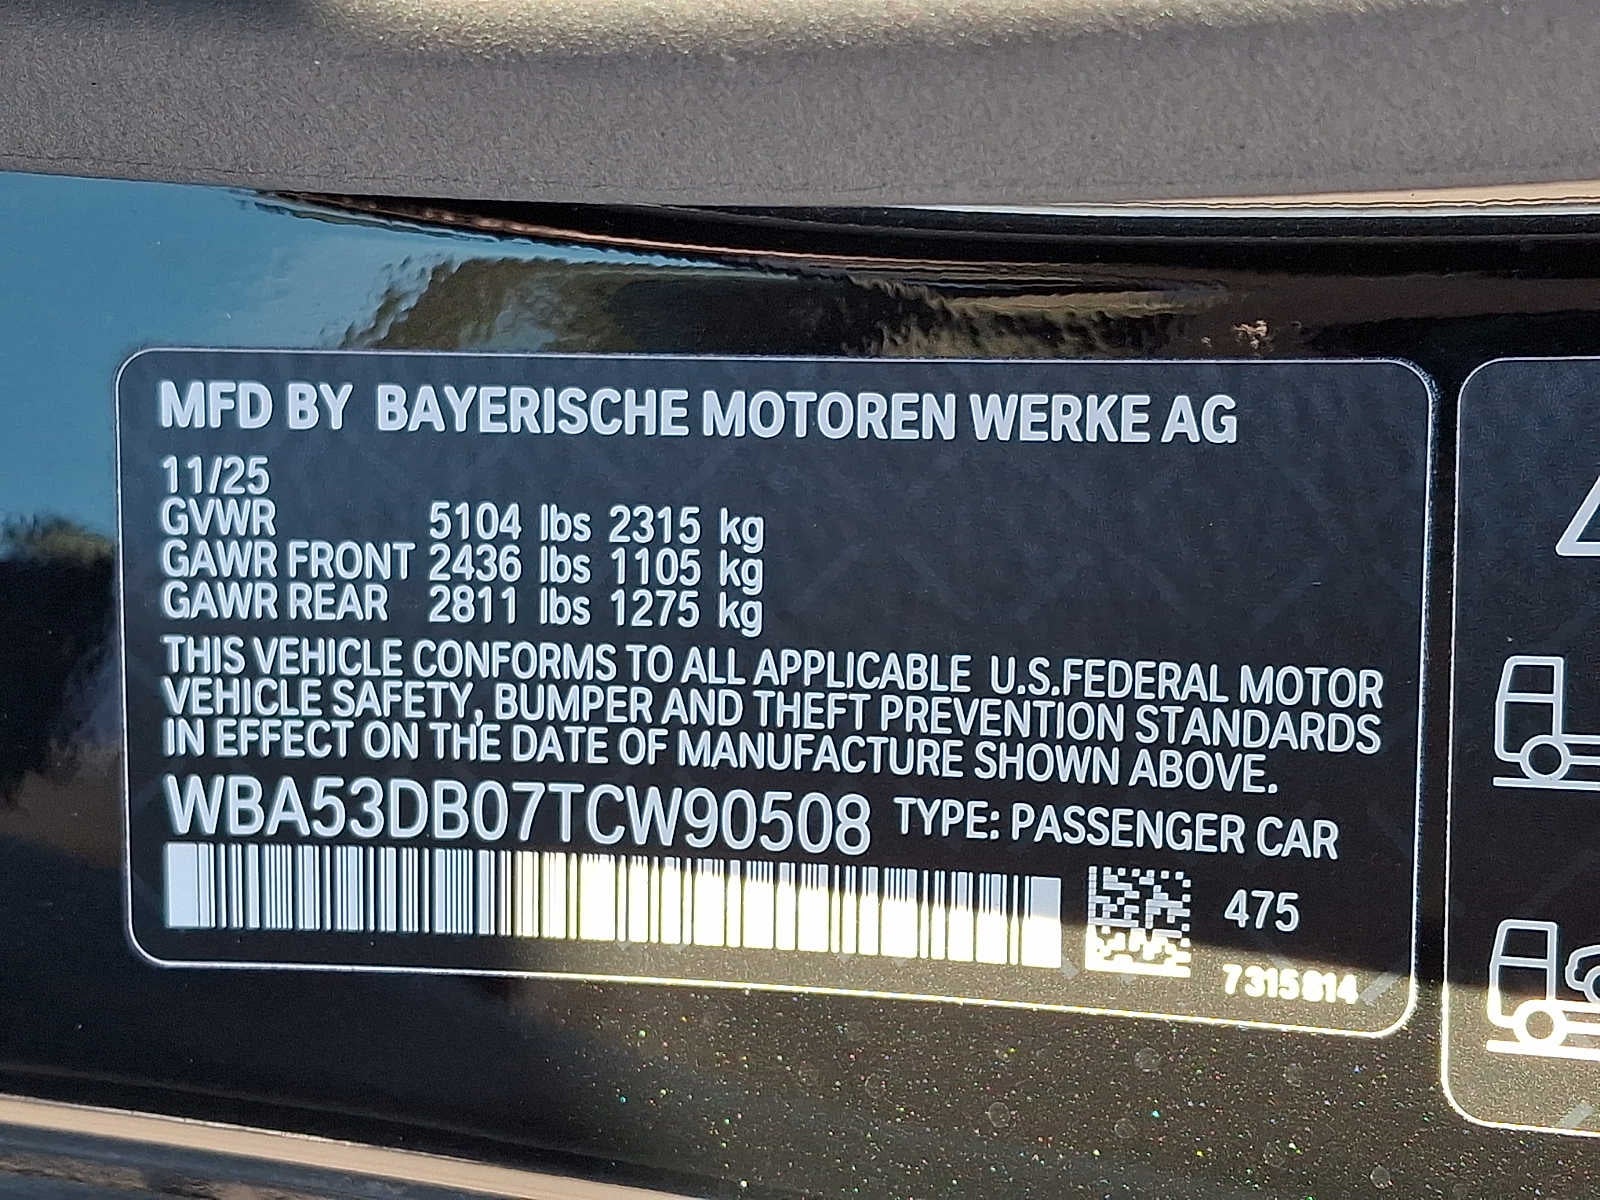 MFD BY BAYERISCHE MOTOREN WERKE AG
11/25
GVWR 5104 lbs 2315 kg
GAWR FRONT 2436 lbs 1105 kg
GAWR REAR 2811 lbs 1275 kg
THIS VEHICLE CONFORMS TO ALL APPLICABLE U.S.FEDERAL MOTOR
VEHICLE SAFETY, BUMPER AND THEFT PREVENTION STANDARDS
IN EFFECT ON THE DATE OF MANUFACTURE SHOWN ABOVE.
WBA53DB07TCW90508 TYPE: PASSENGER CAR
475
7315814